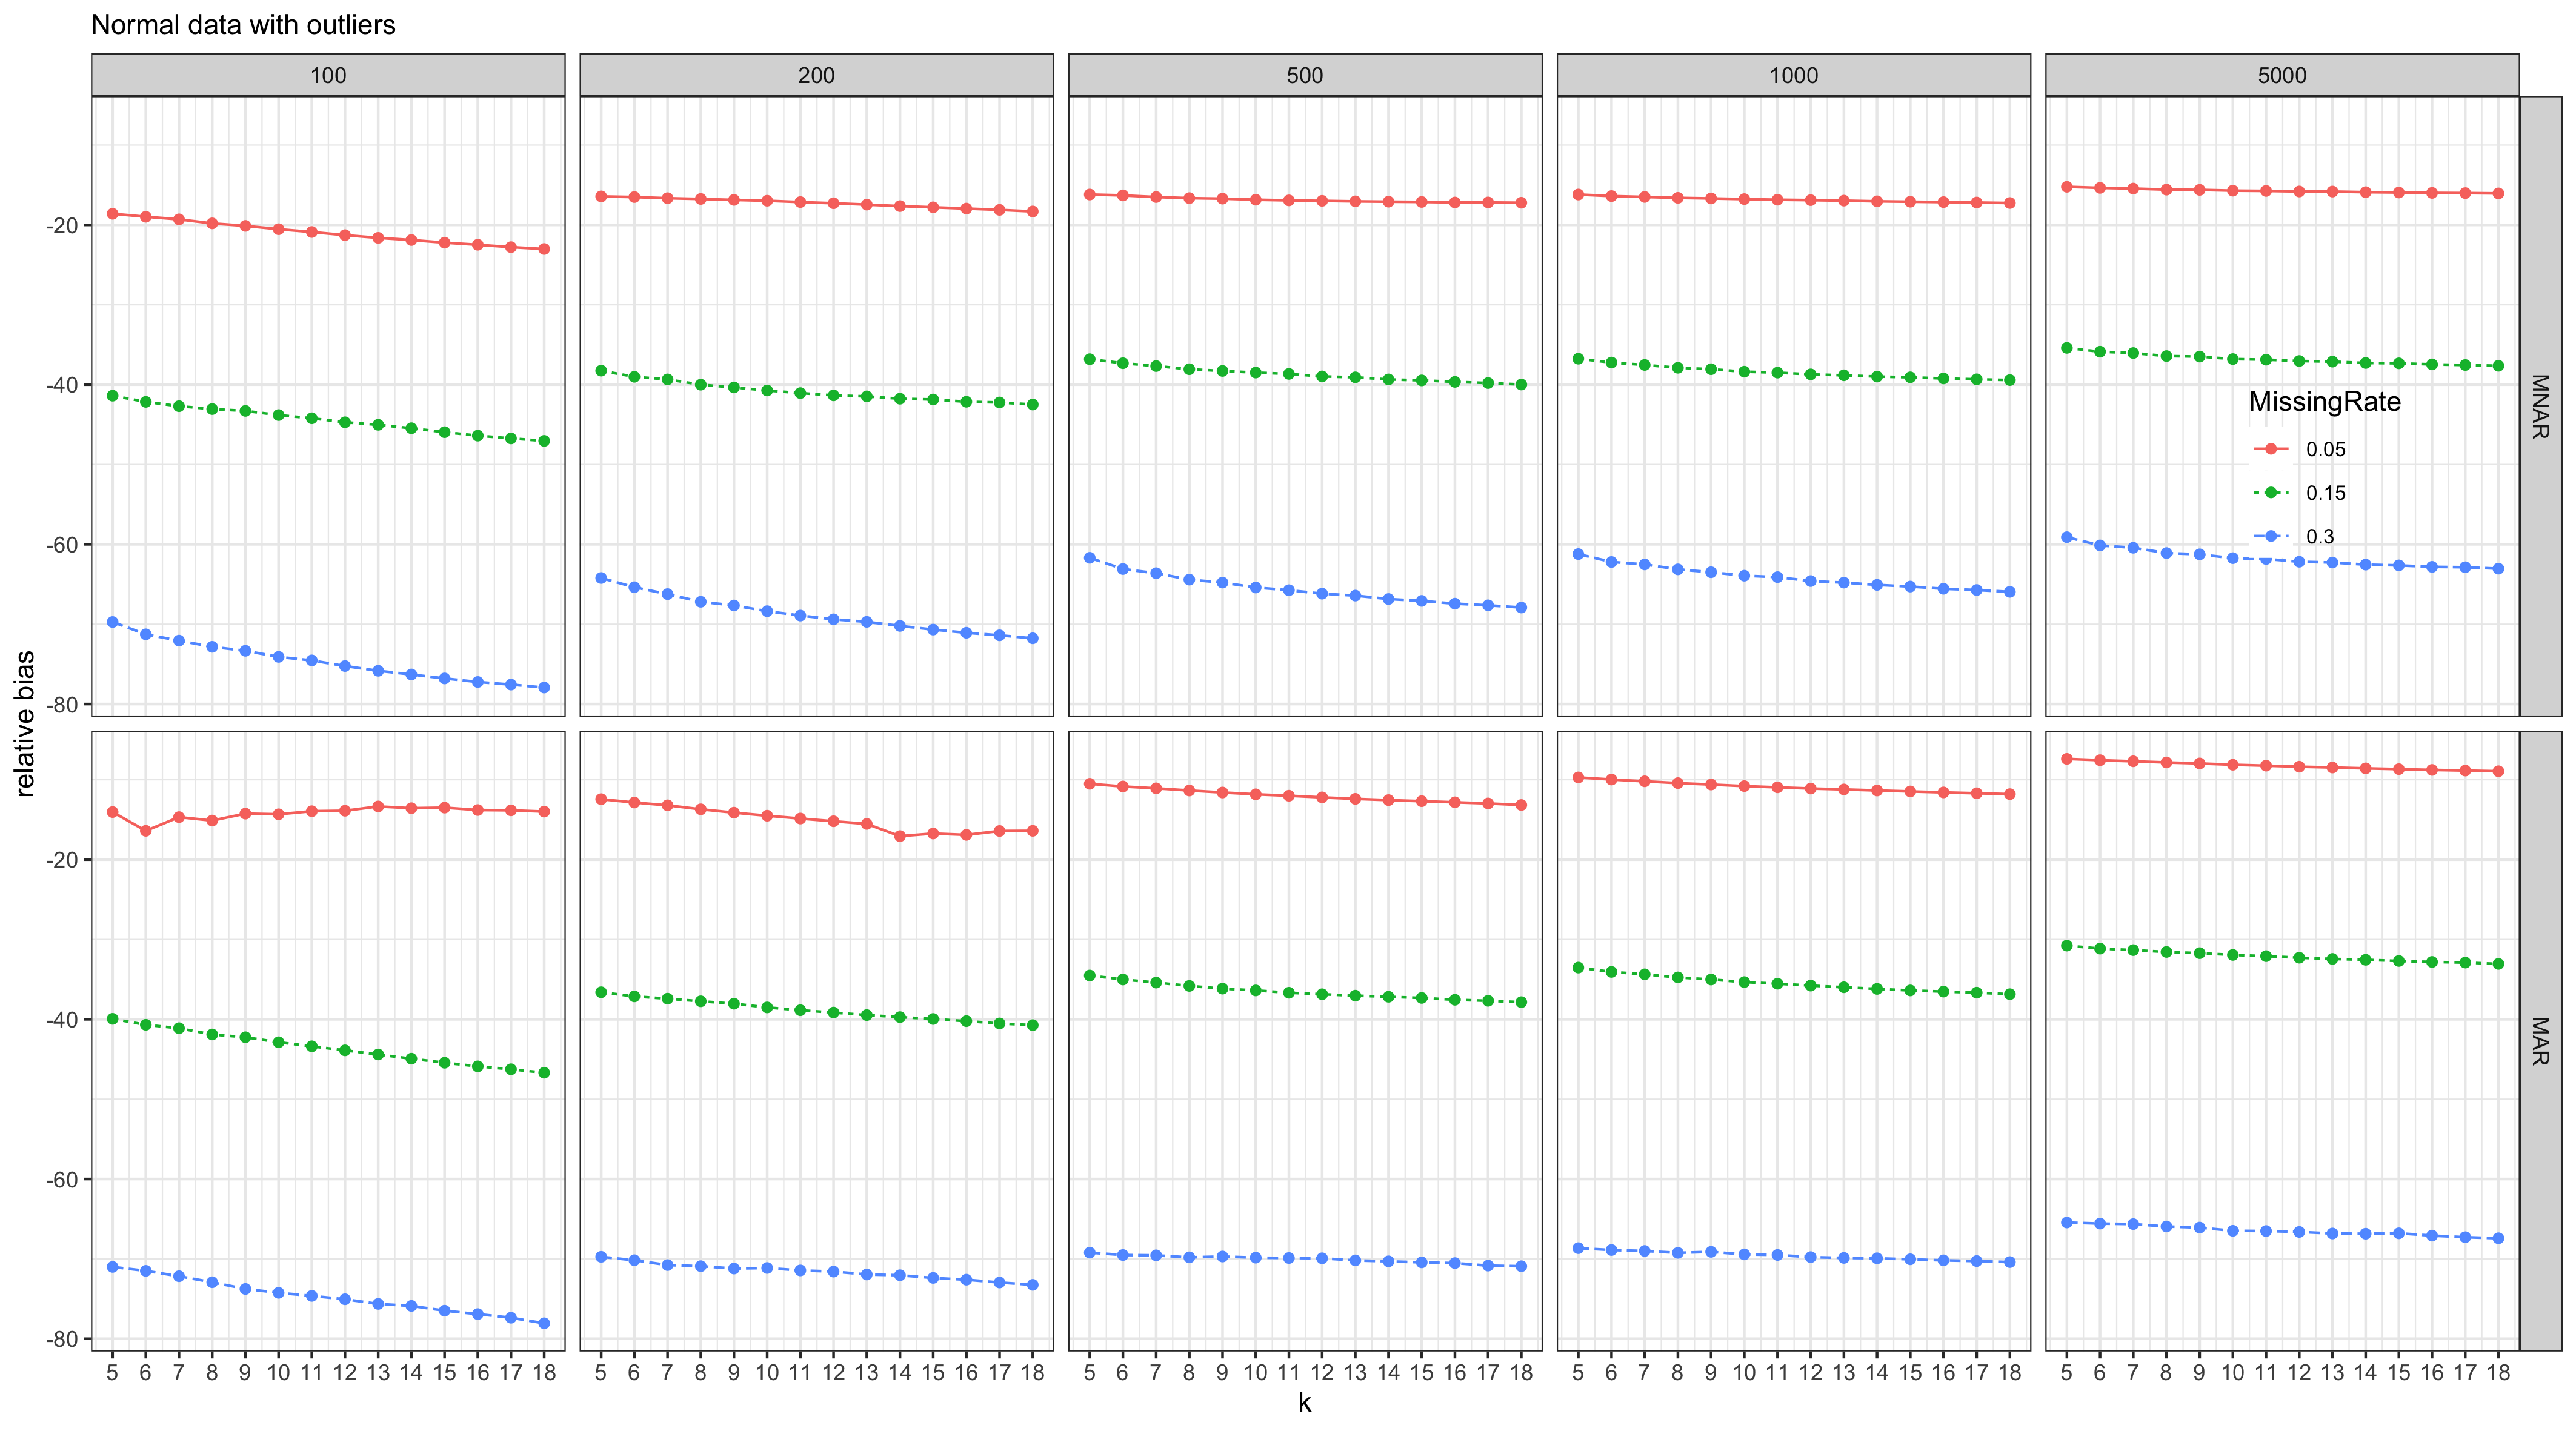 Normal data with outliers
100 200 500 1000 5000
-20
-40
-60
-80
MNAR
MissingRate
0.05
0.15
0.3
relative bias
-20
-40
-60
-80
MAR
5 6 7 8 9 10 11 12 13 14 15 16 17 18 5 6 7 8 9 10 11 12 13 14 15 16 17 18 5 6 7 8 9 10 11 12 13 14 15 16 17 18 5 6 7 8 9 10 11 12 13 14 15 16 17 18 5 6 7 8 9 10 11 12 13 14 15 16 17 18
k